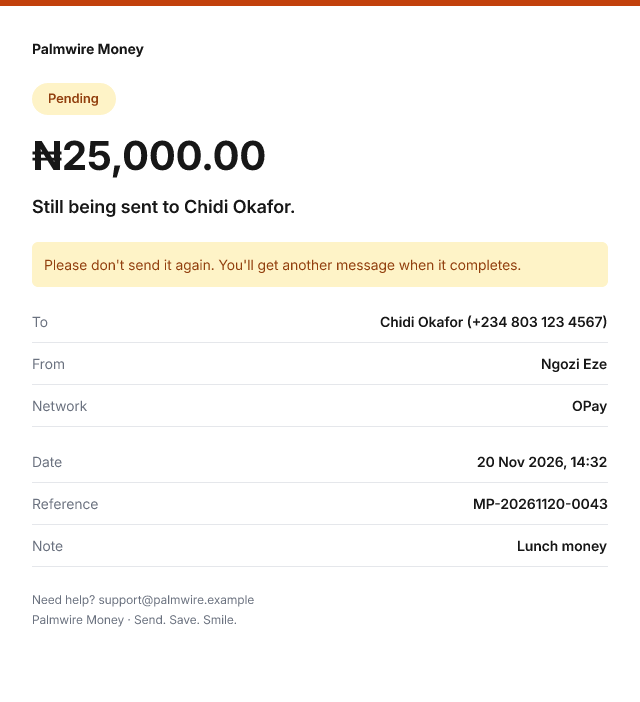 Palmwire Money
Pending
₦25,000.00
Still being sent to Chidi Okafor.
Please don't send it again. You'll get another message when it completes.
To Chidi Okafor (+234 803 123 4567)
From Ngozi Eze
Network OPay
Date 20 Nov 2026, 14:32
Reference MP-20261120-0043
Note Lunch money
Need help? support@palmwire.example
Palmwire Money · Send. Save. Smile.